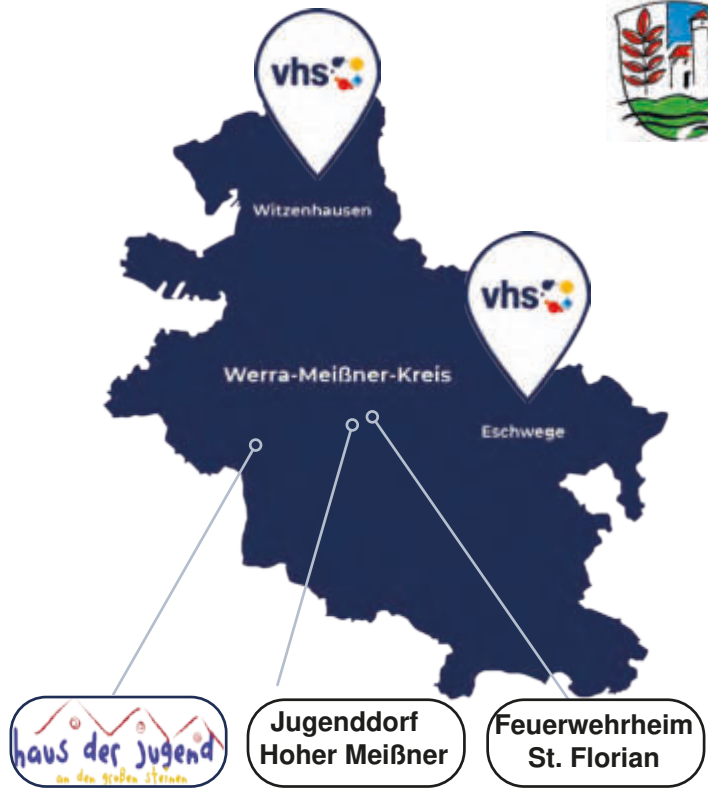 vhs
Witzenhausen
vhs
Werra-Meißner-Kreis
Eschwege
haus der jugend
an den großen steinen
Jugenddorf
Hoher Meißner
Feuerwehrheim
St. Florian